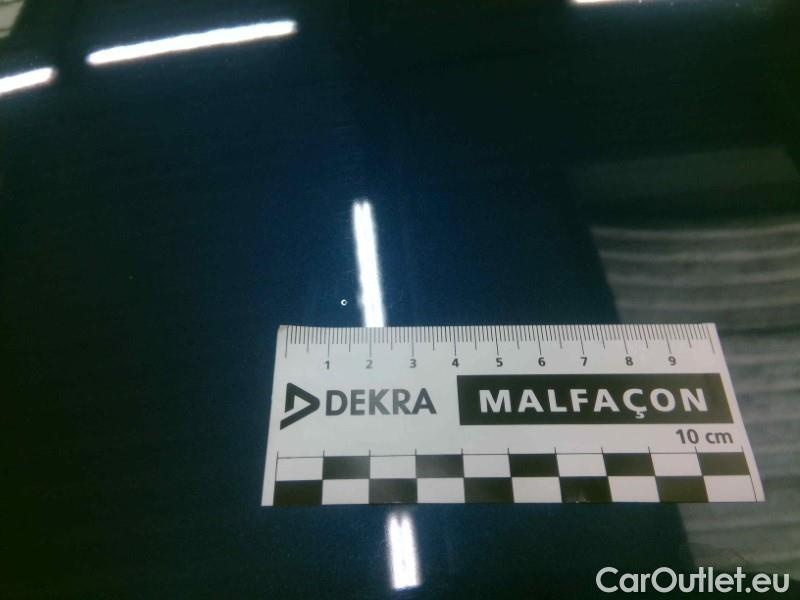 1 2 3 4 5 6 7 8 9
DEKRA MALFAÇON
10 cm
CarOutlet.eu